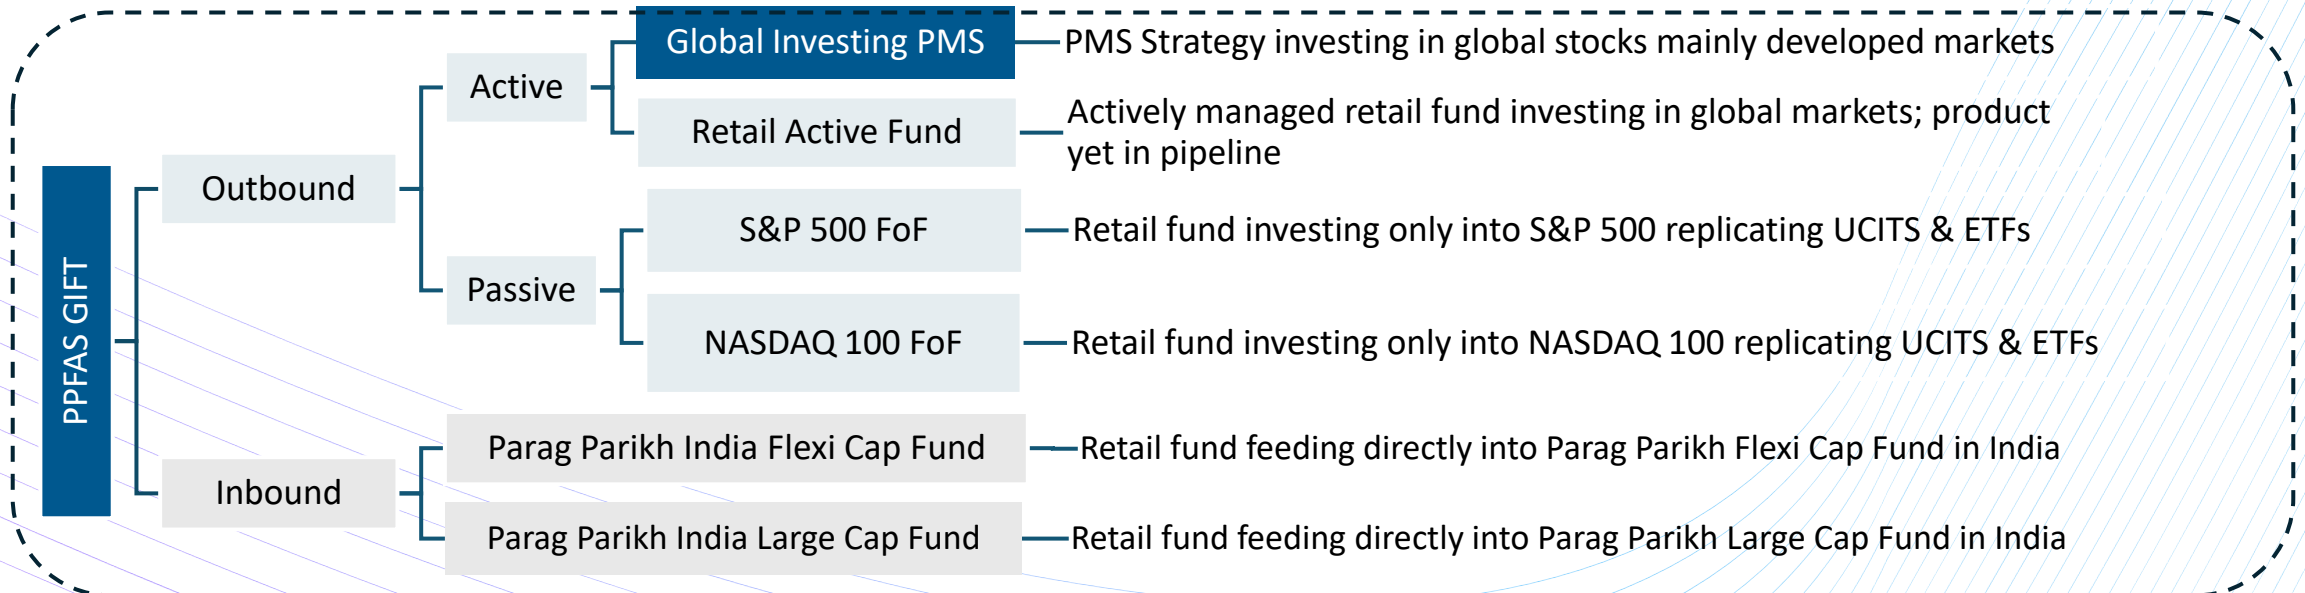 PPFAS GIFT
Outbound
Active
Global Investing PMS
PMS Strategy investing in global stocks mainly developed markets
Retail Active Fund
Actively managed retail fund investing in global markets; product
yet in pipeline
Passive
S&P 500 FoF
Retail fund investing only into S&P 500 replicating UCITS & ETFs
NASDAQ 100 FoF
Retail fund investing only into NASDAQ 100 replicating UCITS & ETFs
Inbound
Parag Parikh India Flexi Cap Fund
Retail fund feeding directly into Parag Parikh Flexi Cap Fund in India
Parag Parikh India Large Cap Fund
Retail fund feeding directly into Parag Parikh Large Cap Fund in India